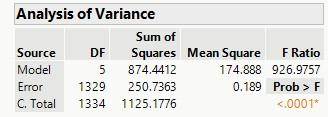 Analysis of Variance
Sum of
Source DF Squares Mean Square F Ratio
Model 5 874.4412 174.888 926.9757
Error 1329 250.7363 0.189 Prob > F
C. Total 1334 1125.1776 <.0001*